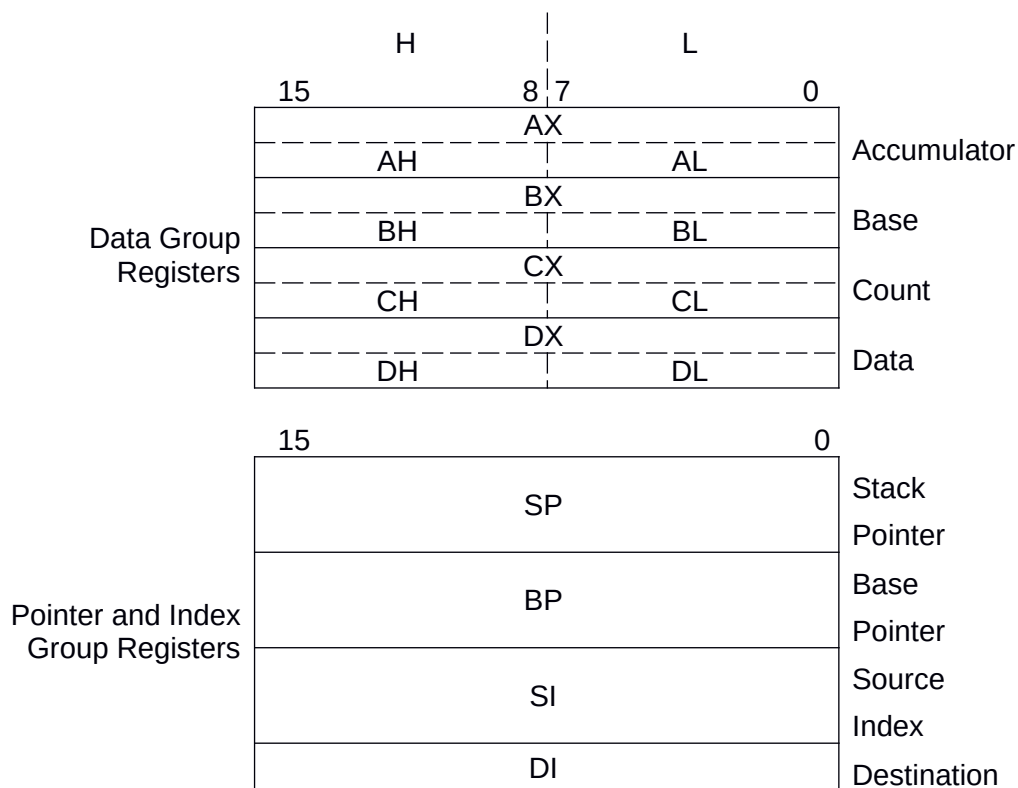 H L
15 8 7 0
AX
AH AL
Accumulator
BX
BH BL
Base
Data Group
Registers
CX
CH CL
Count
DX
DH DL
Data
15 0
SP
Stack
Pointer
BP
Base
Pointer
Pointer and Index
Group Registers
SI
Source
Index
DI
Destination